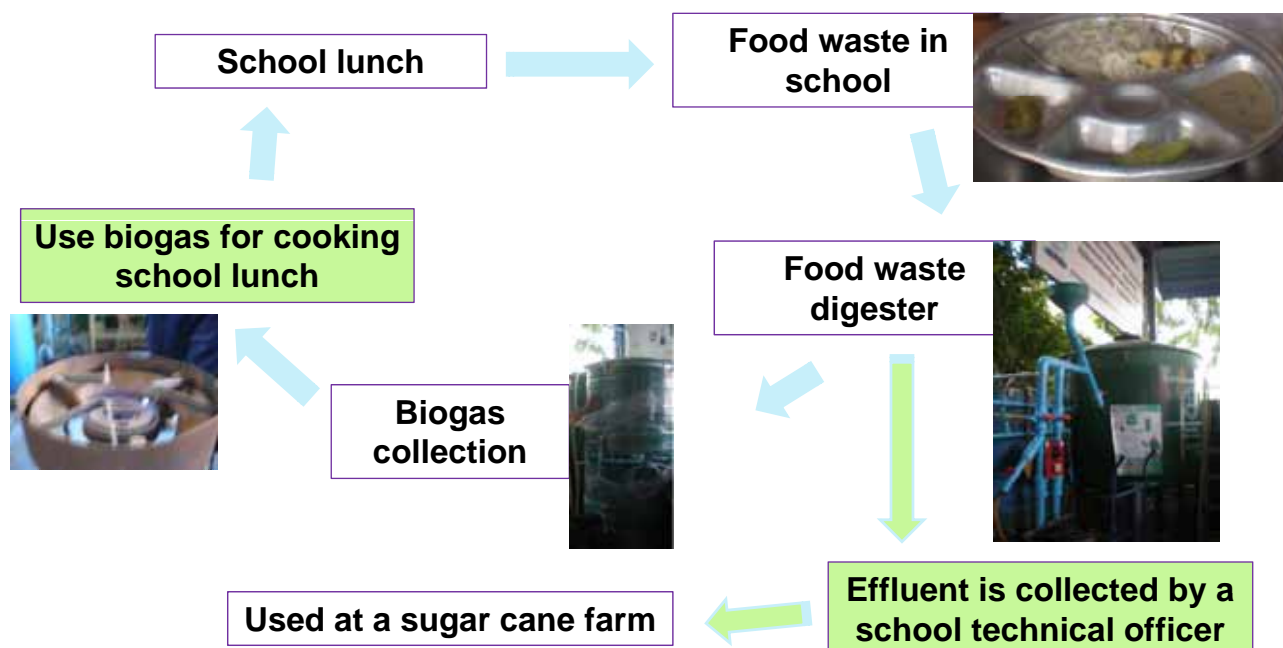 School lunch
Food waste in
school
Use biogas for cooking
school lunch
Food waste
digester
Biogas
collection
Used at a sugar cane farm
Effluent is collected by a
school technical officer